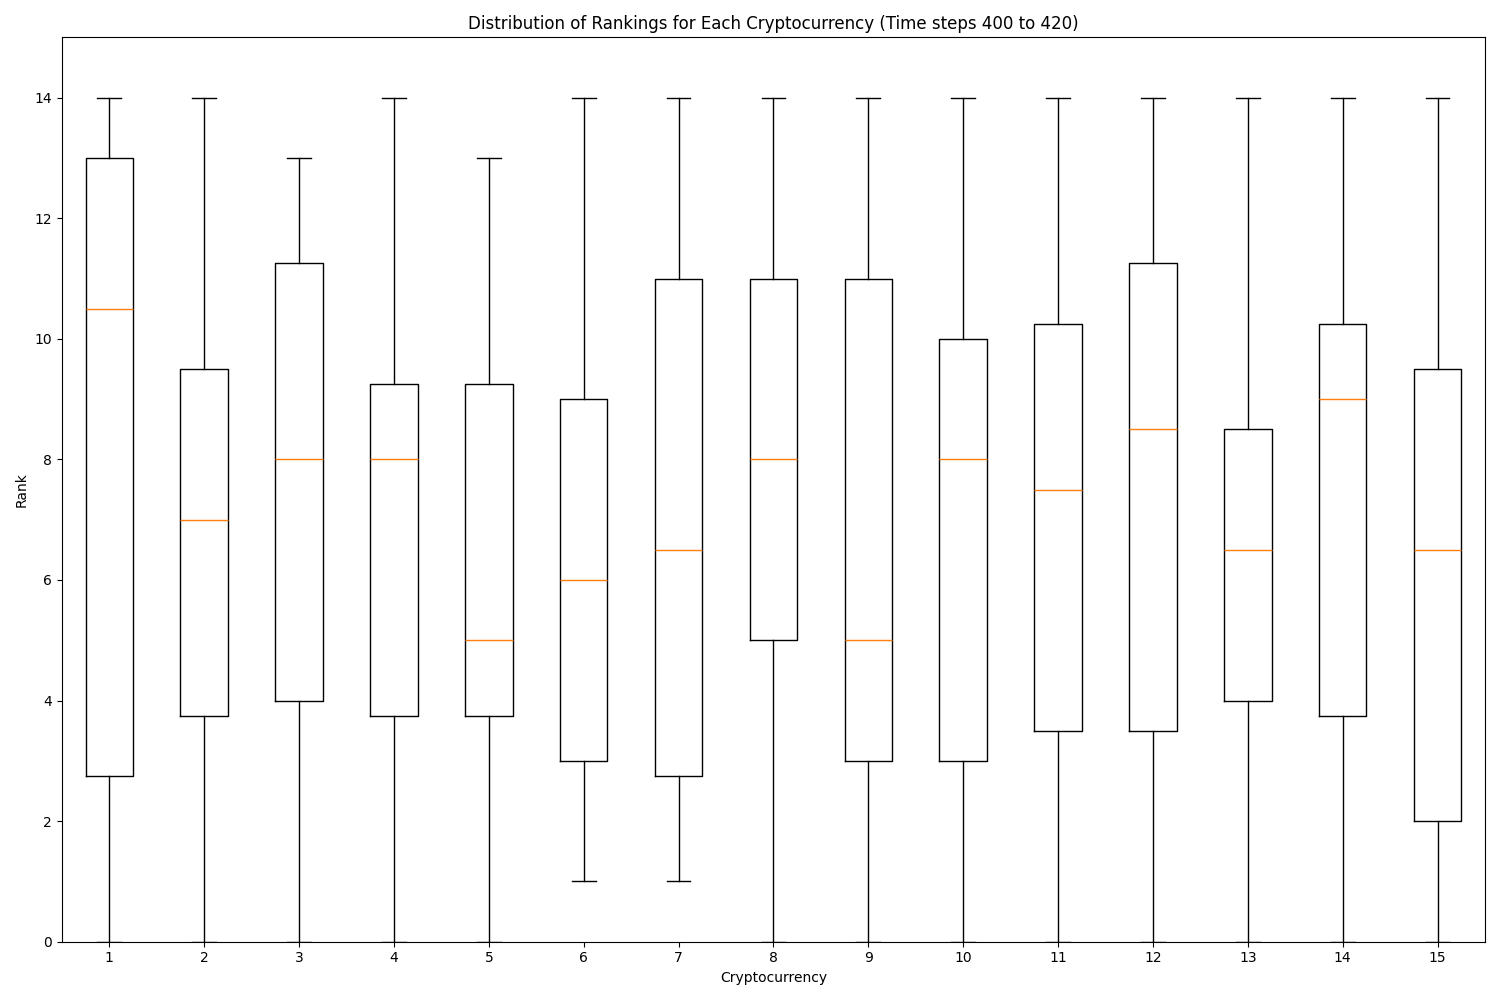 Distribution of Rankings for Each Cryptocurrency (Time steps 400 to 420)
14
12
10
8
6
4
2
0
Rank
1 2 3 4 5 6 7 8 9 10 11 12 13 14 15
Cryptocurrency